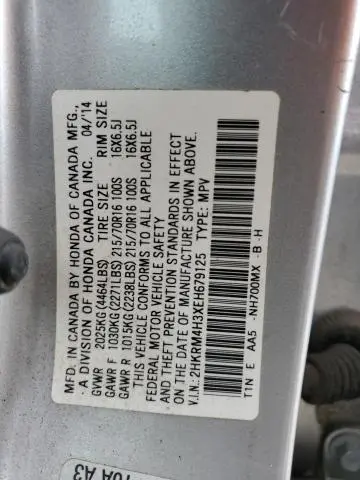 MFD. IN CANADA BY HONDA OF CANADA MFG.,
A DIVISION OF HONDA CANADA INC. 04/14
GVWR 2025KG(4464LBS) TIRE SIZE RIM SIZE
GAWR F 1030KG(2271LBS) 215/70R16 100S 16X6.5J
GAWR R 1015KG(2238LBS) 215/70R16 100S 16X6.5J
THIS VEHICLE CONFORMS TO ALL APPLICABLE
FEDERAL MOTOR VEHICLE SAFETY
AND THEFT PREVENTION STANDARDS IN EFFECT
ON THE DATE OF MANUFACTURE SHOWN ABOVE.
V.I.N.: 2HKRM4H3XEH679125 TYPE: MPV
T1N E AA5 -NH700MX -B -H
0A A3